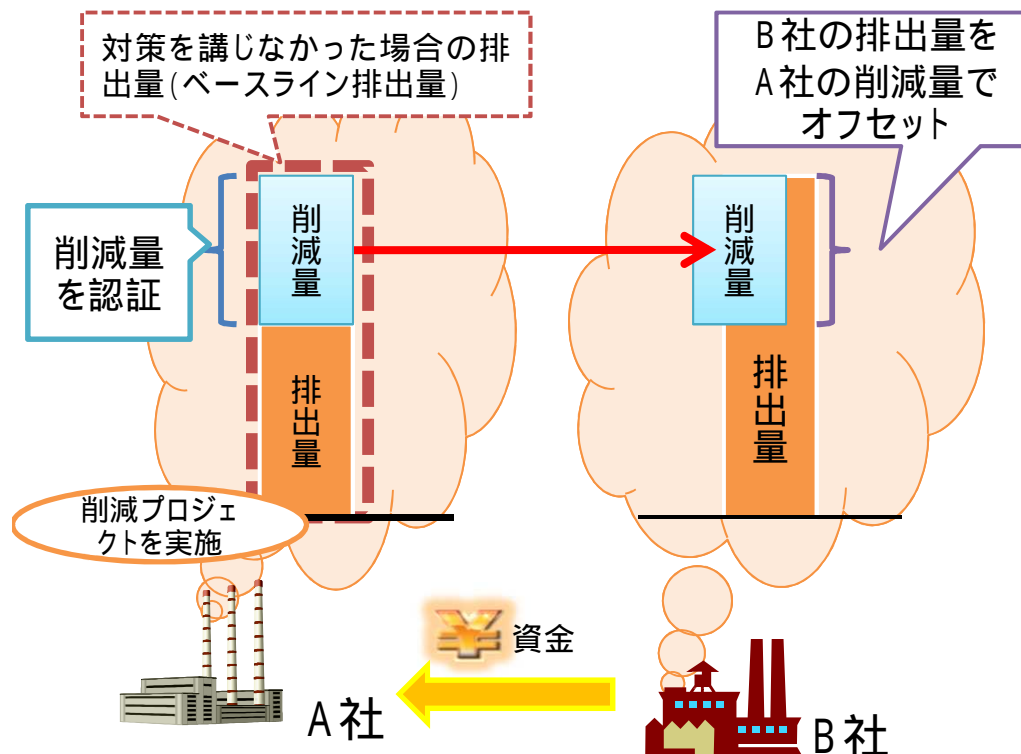 対策を講じなかった場合の排
出量(ベースライン排出量)
B社の排出量を
A社の削減量で
オフセット
削減量
を認証
削減量
削減量
排出量
排出量
削減プロジェ
クトを実施
¥
資金
A社
B社